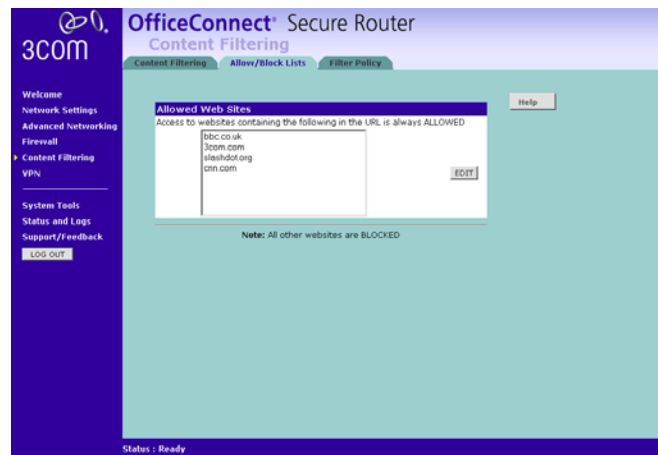 3COM
OfficeConnect® Secure Router
Content Filtering
Content Filtering
Allow/Block Lists
Filter Policy
Welcome
Network Settings
Advanced Networking
Firewall
Content Filtering
VPN
System Tools
Status and Logs
Support/Feedback
LOG OUT
Help
Allowed Web Sites
Access to websites containing the following in the URL is always ALLOWED
bbc.co.uk
3com.com
slashdot.org
cnn.com
EDIT
Note: All other websites are BLOCKED
Status : Ready